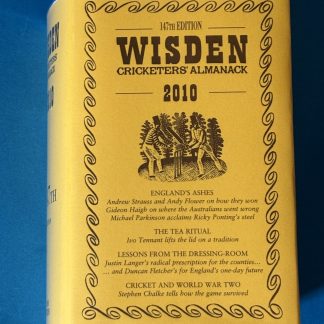 147TH EDITION
WISDEN
CRICKETERS' ALMANACK
2010
ENGLAND'S ASHES
Andrew Strauss and Andy Flower on how they won
Gideon Haigh on where the Australians went wrong
Michael Parkinson acclaims Ricky Ponting's steel
THE TEA RITUAL
Ivo Tennant lifts the lid on a tradition
LESSONS FROM THE DRESSING-ROOM
Justin Langer's radical prescription for the counties…
… and Duncan Fletcher's for England's one-day future
CRICKET AND WORLD WAR TWO
Stephen Chalke tells how the game survived
DEN
2010
TH